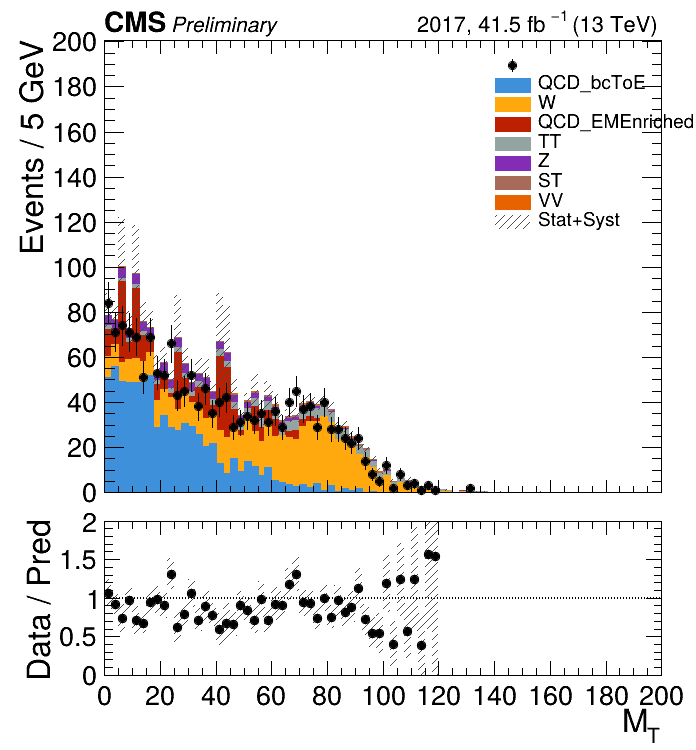 CMS Preliminary 2017, 41.5 fb⁻¹ (13 TeV)
Events / 5 GeV
200
180
160
140
120
100
80
60
40
20
0
QCD_bcToE
W
QCD_EMEnriched
TT
Z
ST
VV
Stat+Syst
Data / Pred
2
1.5
1
0.5
0
0 20 40 60 80 100 120 140 160 180 200
M_T